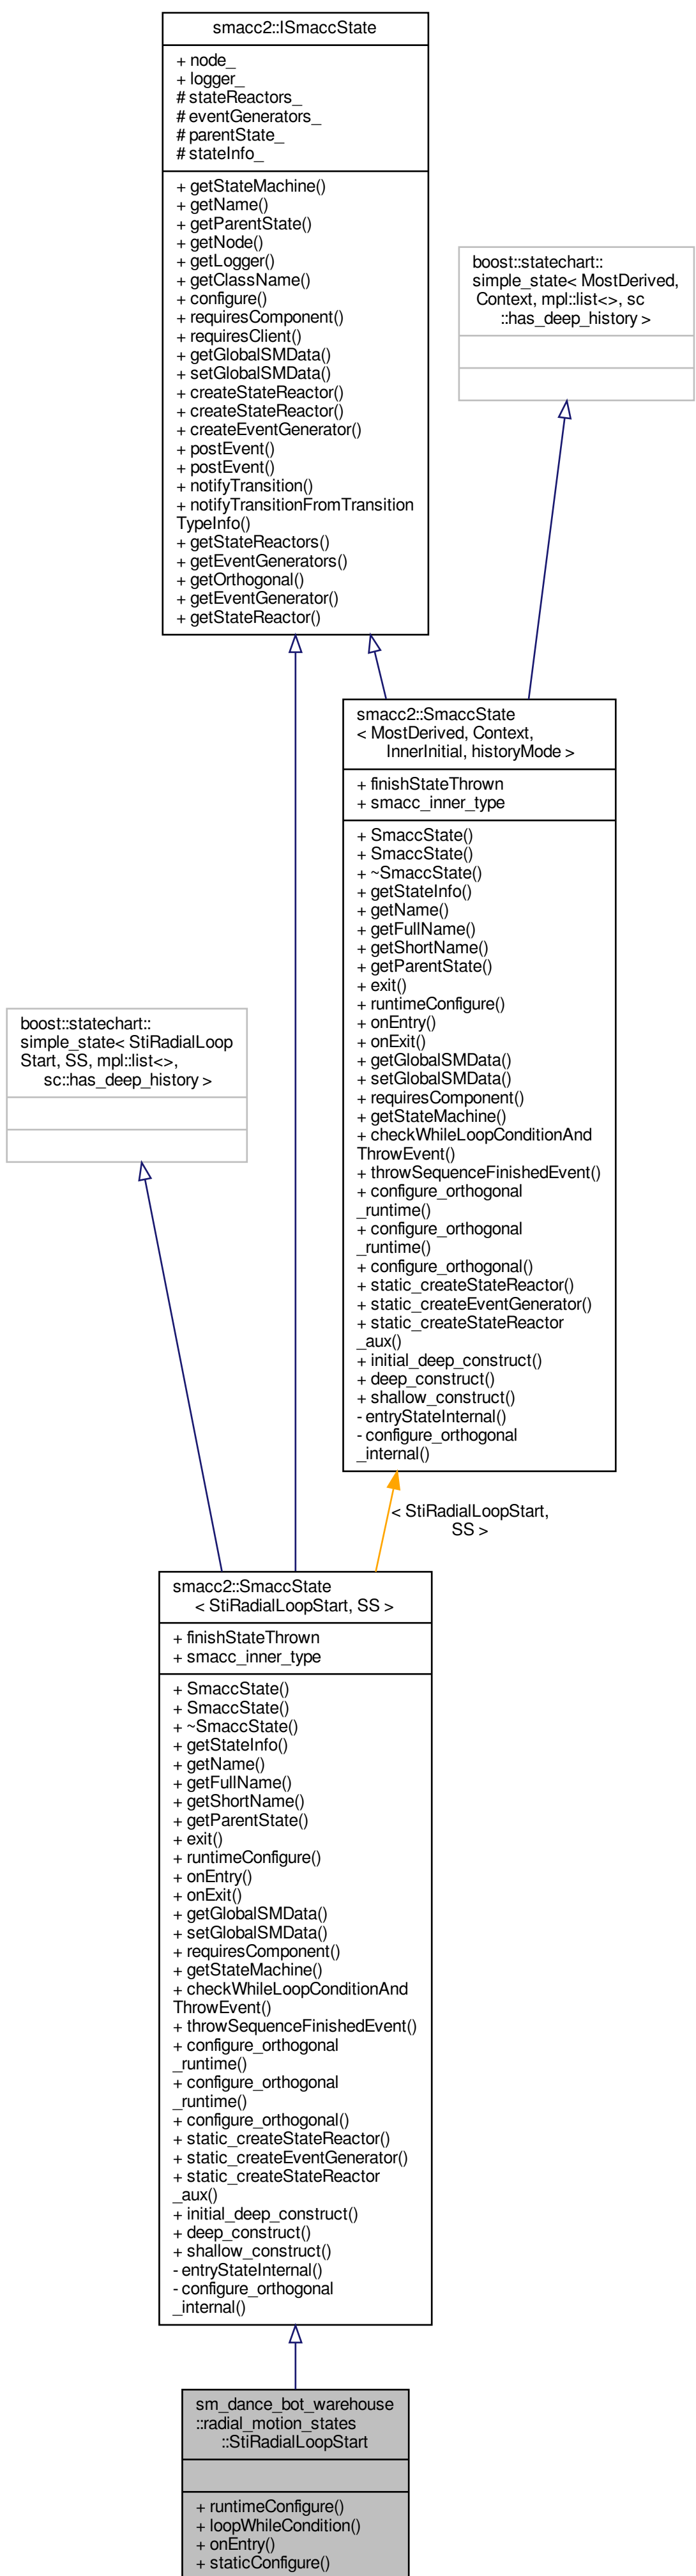 smacc2::ISmaccState
+ node_
+ logger_
# stateReactors_
# eventGenerators_
# parentState_
# stateInfo_
+ getStateMachine()
+ getName()
+ getParentState()
+ getNode()
+ getLogger()
+ getClassName()
+ configure()
+ requiresComponent()
+ requiresClient()
+ getGlobalSMData()
+ setGlobalSMData()
+ createStateReactor()
+ createStateReactor()
+ createEventGenerator()
+ postEvent()
+ postEvent()
+ notifyTransition()
+ notifyTransitionFromTransition
TypeInfo()
+ getStateReactors()
+ getEventGenerators()
+ getOrthogonal()
+ getEventGenerator()
+ getStateReactor()
boost::statechart::
simple_state< MostDerived,
Context, mpl::list<>, sc
::has_deep_history >
smacc2::SmaccState
< MostDerived, Context,
InnerInitial, historyMode >
+ finishStateThrown
+ smacc_inner_type
+ SmaccState()
+ SmaccState()
+ ~SmaccState()
+ getStateInfo()
+ getName()
+ getFullName()
+ getShortName()
+ getParentState()
+ exit()
+ runtimeConfigure()
+ onEntry()
+ onExit()
+ getGlobalSMData()
+ setGlobalSMData()
+ requiresComponent()
+ getStateMachine()
+ checkWhileLoopConditionAnd
ThrowEvent()
+ throwSequenceFinishedEvent()
+ configure_orthogonal
_runtime()
+ configure_orthogonal
_runtime()
+ configure_orthogonal()
+ static_createStateReactor()
+ static_createEventGenerator()
+ static_createStateReactor
_aux()
+ initial_deep_construct()
+ deep_construct()
+ shallow_construct()
- entryStateInternal()
- configure_orthogonal
_internal()
boost::statechart::
simple_state< StiRadialLoop
Start, SS, mpl::list<>,
sc::has_deep_history >
< StiRadialLoopStart,
SS >
smacc2::SmaccState
< StiRadialLoopStart, SS >
+ finishStateThrown
+ smacc_inner_type
+ SmaccState()
+ SmaccState()
+ ~SmaccState()
+ getStateInfo()
+ getName()
+ getFullName()
+ getShortName()
+ getParentState()
+ exit()
+ runtimeConfigure()
+ onEntry()
+ onExit()
+ getGlobalSMData()
+ setGlobalSMData()
+ requiresComponent()
+ getStateMachine()
+ checkWhileLoopConditionAnd
ThrowEvent()
+ throwSequenceFinishedEvent()
+ configure_orthogonal
_runtime()
+ configure_orthogonal
_runtime()
+ configure_orthogonal()
+ static_createStateReactor()
+ static_createEventGenerator()
+ static_createStateReactor
_aux()
+ initial_deep_construct()
+ deep_construct()
+ shallow_construct()
- entryStateInternal()
- configure_orthogonal
_internal()
sm_dance_bot_warehouse
::radial_motion_states
::StiRadialLoopStart
+ runtimeConfigure()
+ loopWhileCondition()
+ onEntry()
+ staticConfigure()